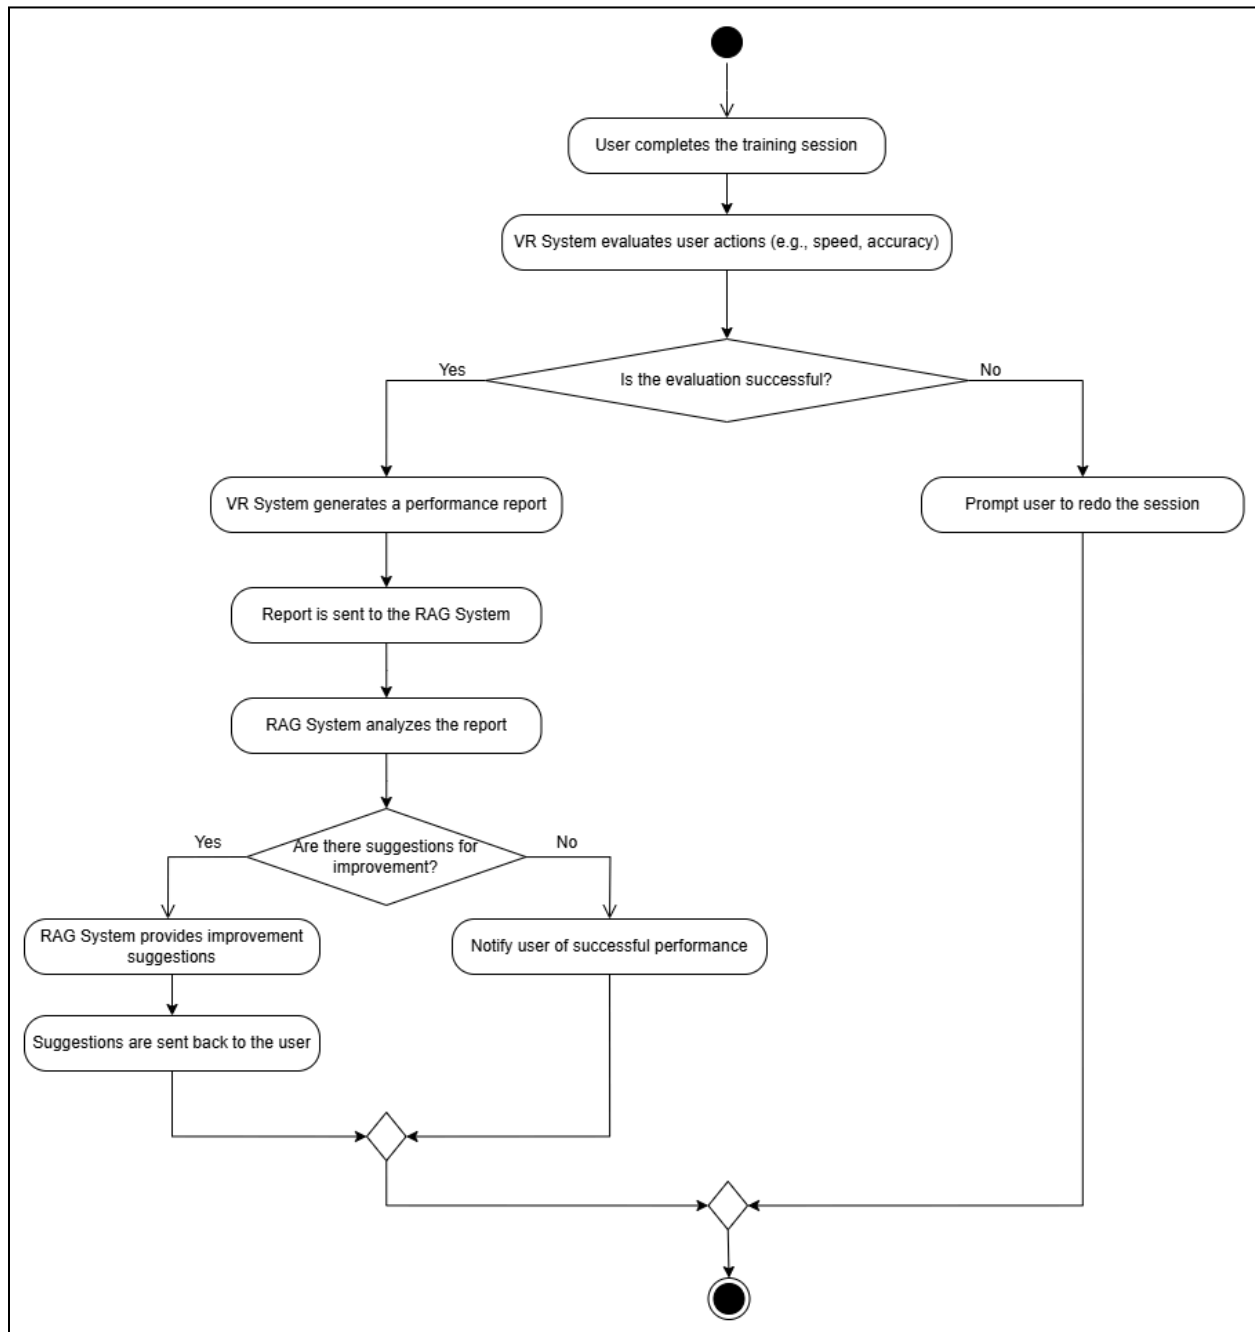 User completes the training session
VR System evaluates user actions (e.g., speed, accuracy)
Yes
Is the evaluation successful?
No
VR System generates a performance report
Prompt user to redo the session
Report is sent to the RAG System
RAG System analyzes the report
Yes
Are there suggestions for
improvement?
No
RAG System provides improvement
suggestions
Notify user of successful performance
Suggestions are sent back to the user